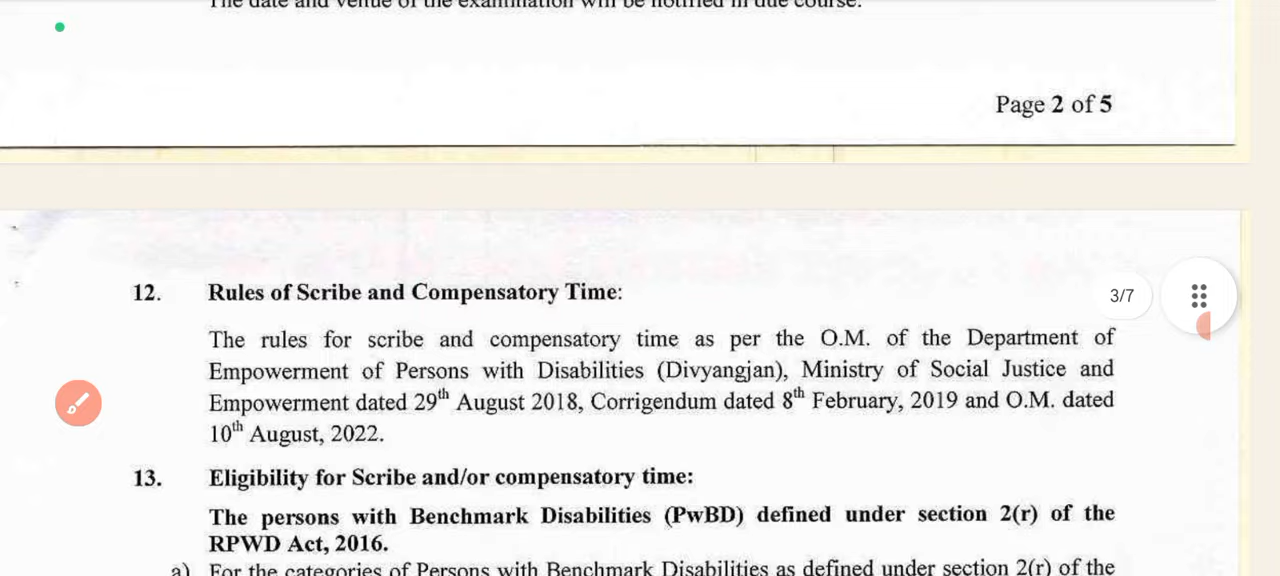 The date and venue of the examination will be notified in due course.
Page 2 of 5
12. Rules of Scribe and Compensatory Time:
3/7
The rules for scribe and compensatory time as per the O.M. of the Department of
Empowerment of Persons with Disabilities (Divyangjan), Ministry of Social Justice and
Empowerment dated 29th August 2018, Corrigendum dated 8th February, 2019 and O.M. dated
10th August, 2022.
13. Eligibility for Scribe and/or compensatory time:
The persons with Benchmark Disabilities (PwBD) defined under section 2(r) of the
RPWD Act, 2016.
a) For the categories of Persons with Benchmark Disabilities as defined under section 2(r) of the